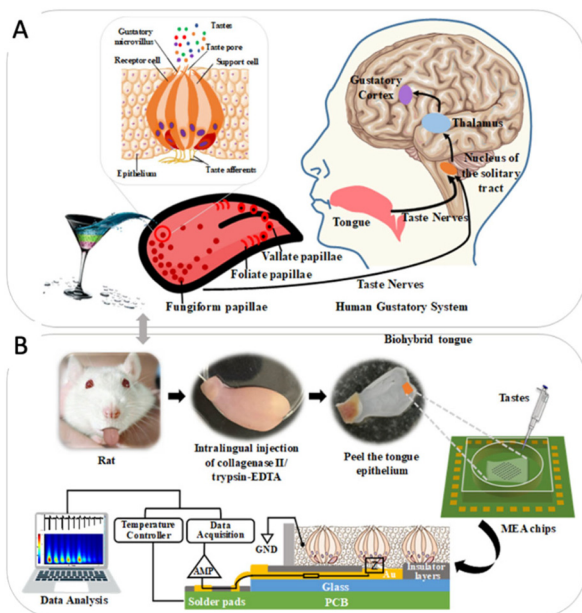 A
Gustatory
microvillus
Tastes
Taste pore
Receptor cell
Support cell
Epithelium
Taste afferents
Gustatory
Cortex
Thalamus
Nucleus of
the solitary
tract
Tongue
Taste Nerves
Vallate papillae
Foliate papillae
Fungiform papillae
Taste Nerves
Human Gustatory System
B
Biohybrid tongue
Rat
Intralingual injection
of collagenase II/
trypsin-EDTA
Peel the tongue
epithelium
Tastes
MEA chips
Temperature
Controller
Data
Acquisition
GND
AMP
Z
Au
Insulator
layers
Glass
Solder pads
PCB
Data Analysis